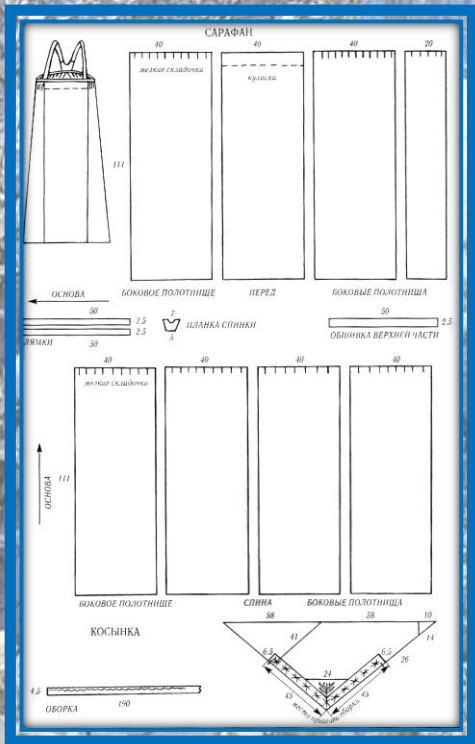 САРАФАН
40 40 40 20
мелкие складочки
кулиска
111
ОСНОВА
БОКОВОЕ ПОЛОТНИЩЕ ПЕРЕД БОКОВЫЕ ПОЛОТНИЩА
50 7 50
2,5 ПЛАНКА СПИНКИ 2,5
2,5
ЛЯМКИ 50 5 ОБШИВКА ВЕРХНЕЙ ЧАСТИ
40 40 40 40
мелкие складочки
111
ОСНОВА
БОКОВОЕ ПОЛОТНИЩЕ СПИНА БОКОВЫЕ ПОЛОТНИЩА
КОСЫНКА
58 58 10
41 14
6,5 6,5
24 26
45 45
место пришива оборки
4,5
ОБОРКА 190